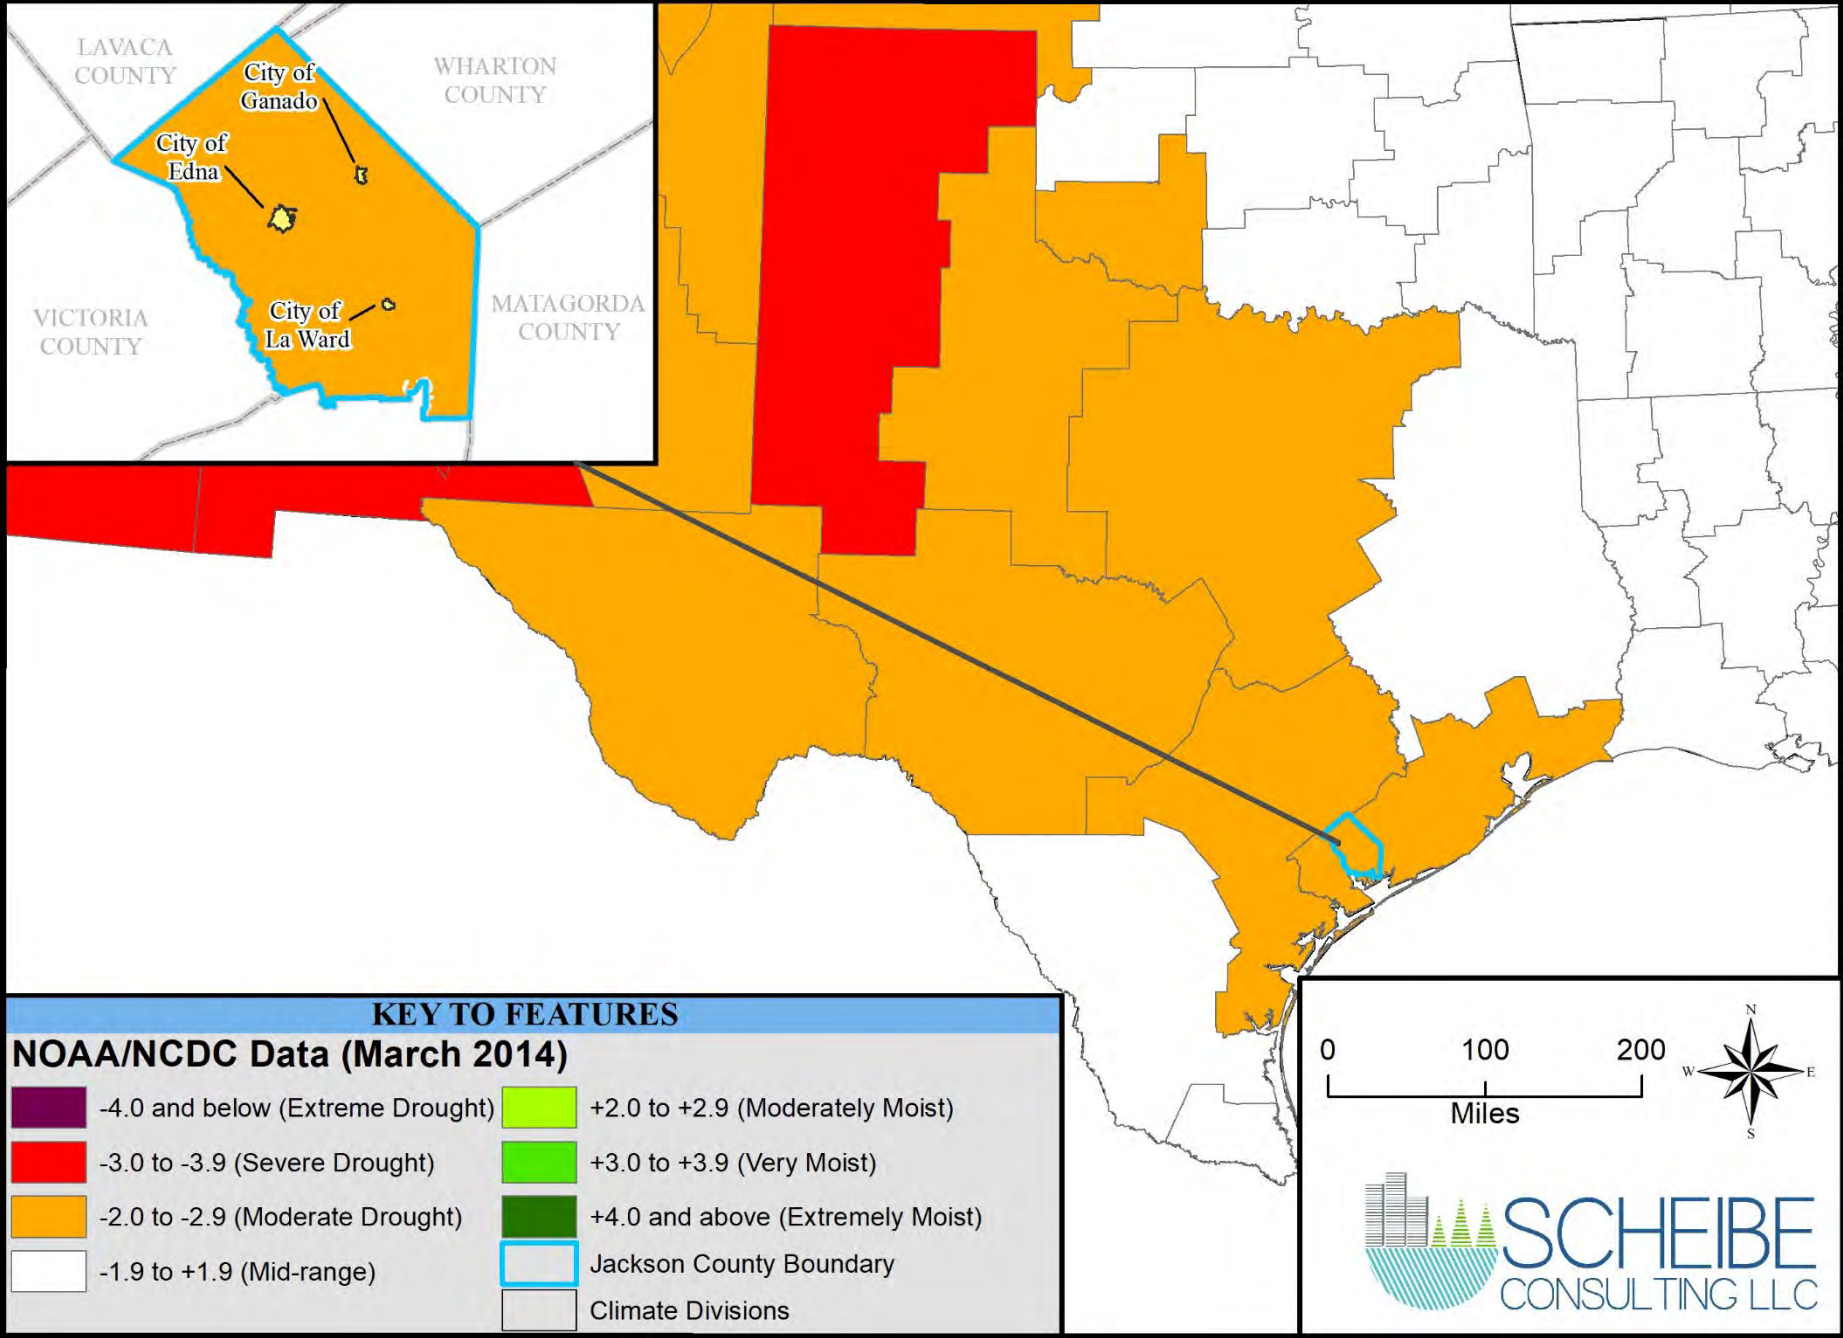 LAVACA
COUNTY
WHARTON
COUNTY
City of
Ganado
City of
Edna
VICTORIA
COUNTY
City of
La Ward
MATAGORDA
COUNTY
KEY TO FEATURES
NOAA/NCDC Data (March 2014)
-4.0 and below (Extreme Drought)
-3.0 to -3.9 (Severe Drought)
-2.0 to -2.9 (Moderate Drought)
-1.9 to +1.9 (Mid-range)
+2.0 to +2.9 (Moderately Moist)
+3.0 to +3.9 (Very Moist)
+4.0 and above (Extremely Moist)
Jackson County Boundary
Climate Divisions
0 100 200
Miles
N
W E
S
SCHEIBE
CONSULTING LLC